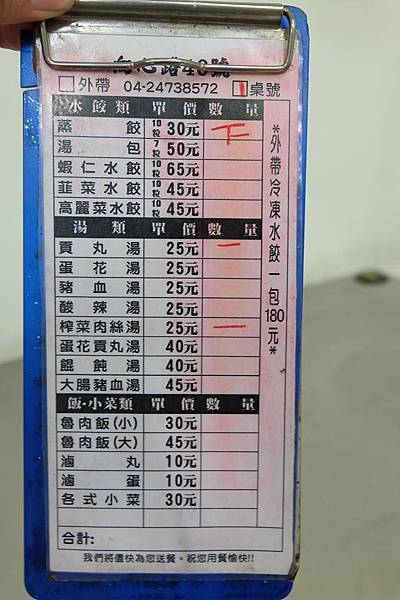 向心路40號
外帶 04-24738572 桌號
水餃類 單價 數量
蒸餃 10粒 30元 下
湯包 7粒 50元
蝦仁水餃 10粒 65元
韮菜水餃 10粒 45元
高麗菜水餃 10粒 45元
湯類 單價 數量
貢丸湯 25元 一
蛋花湯 25元
豬血湯 25元
酸辣湯 25元
榨菜肉絲湯 25元 一
蛋花貢丸湯 40元
餛飩湯 40元
大腸豬血湯 45元
飯·小菜類 單價 數量
魯肉飯(小) 30元
魯肉飯(大) 45元
滷丸 10元
滷蛋 10元
各式小菜 30元
合計:
我們將儘快為您送餐。祝您用餐愉快!!
*外帶冷凍水餃一包180元*